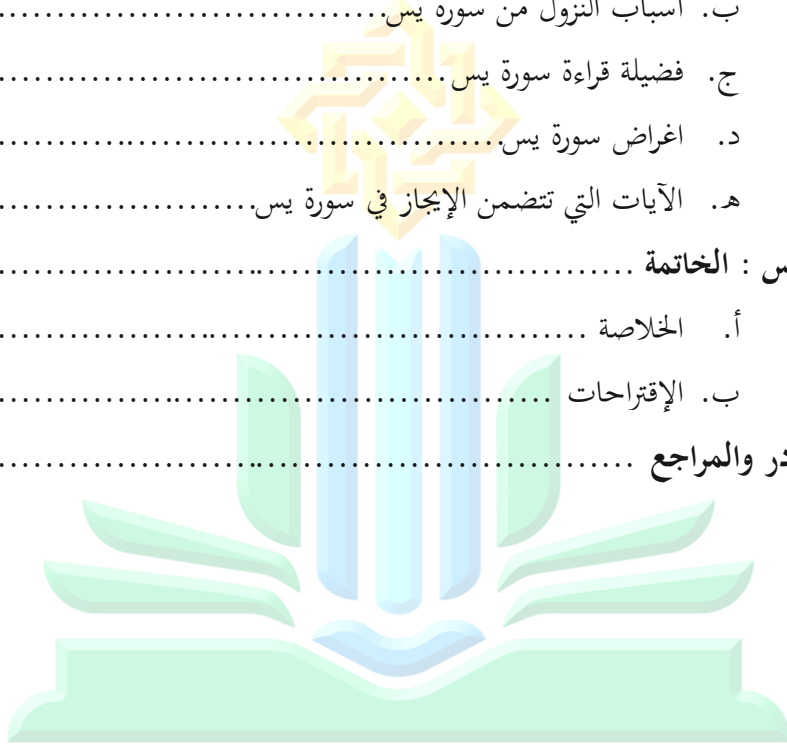 ب. اسباب النزول من سورة يس..............................
ج. فضيلة قراءة سورة يس..................................
د. اغراض سورة يس........................................
هـ. الآيات التي تتضمن الإيجاز في سورة يس.....................
: الخاتمة ...............................................
أ. الخلاصة ...........................................
ب. الإقتراحات ........................................
والمراجع ...............................................